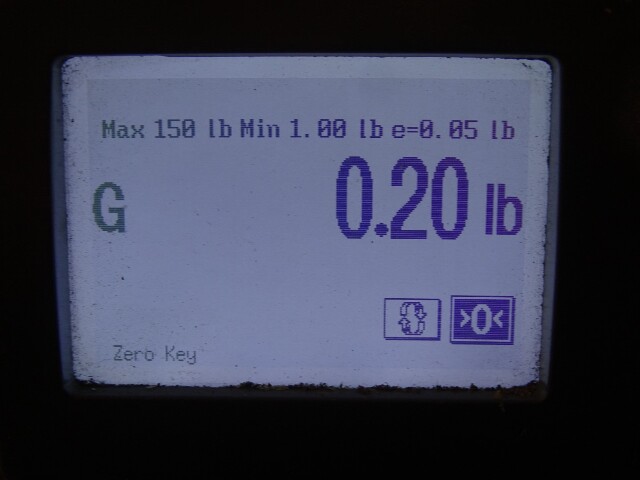 Max 150 lb Min 1.00 lb e=0.05 lb
G 0.20 lb
>0<
Zero Key